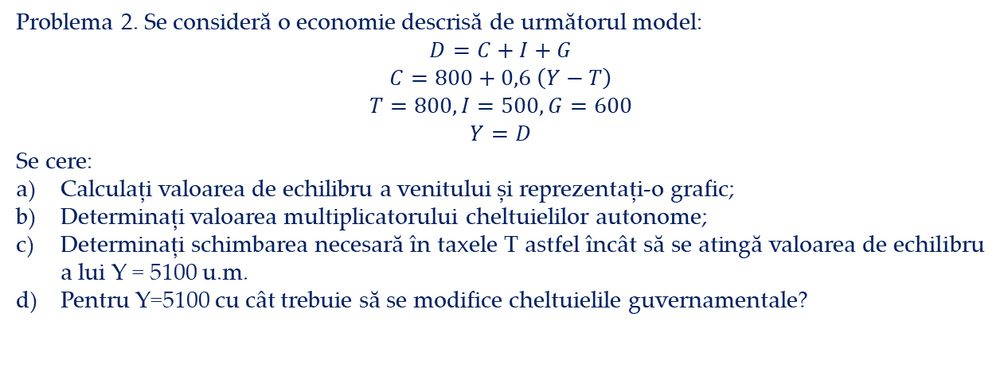 Problema 2. Se consideră o economie descrisă de următorul model:
D = C + I + G
C = 800 + 0,6 (Y − T)
T = 800, I = 500, G = 600
Y = D
Se cere:
a) Calculați valoarea de echilibru a venitului și reprezentați-o grafic;
b) Determinați valoarea multiplicatorului cheltuielilor autonome;
c) Determinați schimbarea necesară în taxele T astfel încât să se atingă valoarea de echilibru
a lui Y = 5100 u.m.
d) Pentru Y=5100 cu cât trebuie să se modifice cheltuielile guvernamentale?